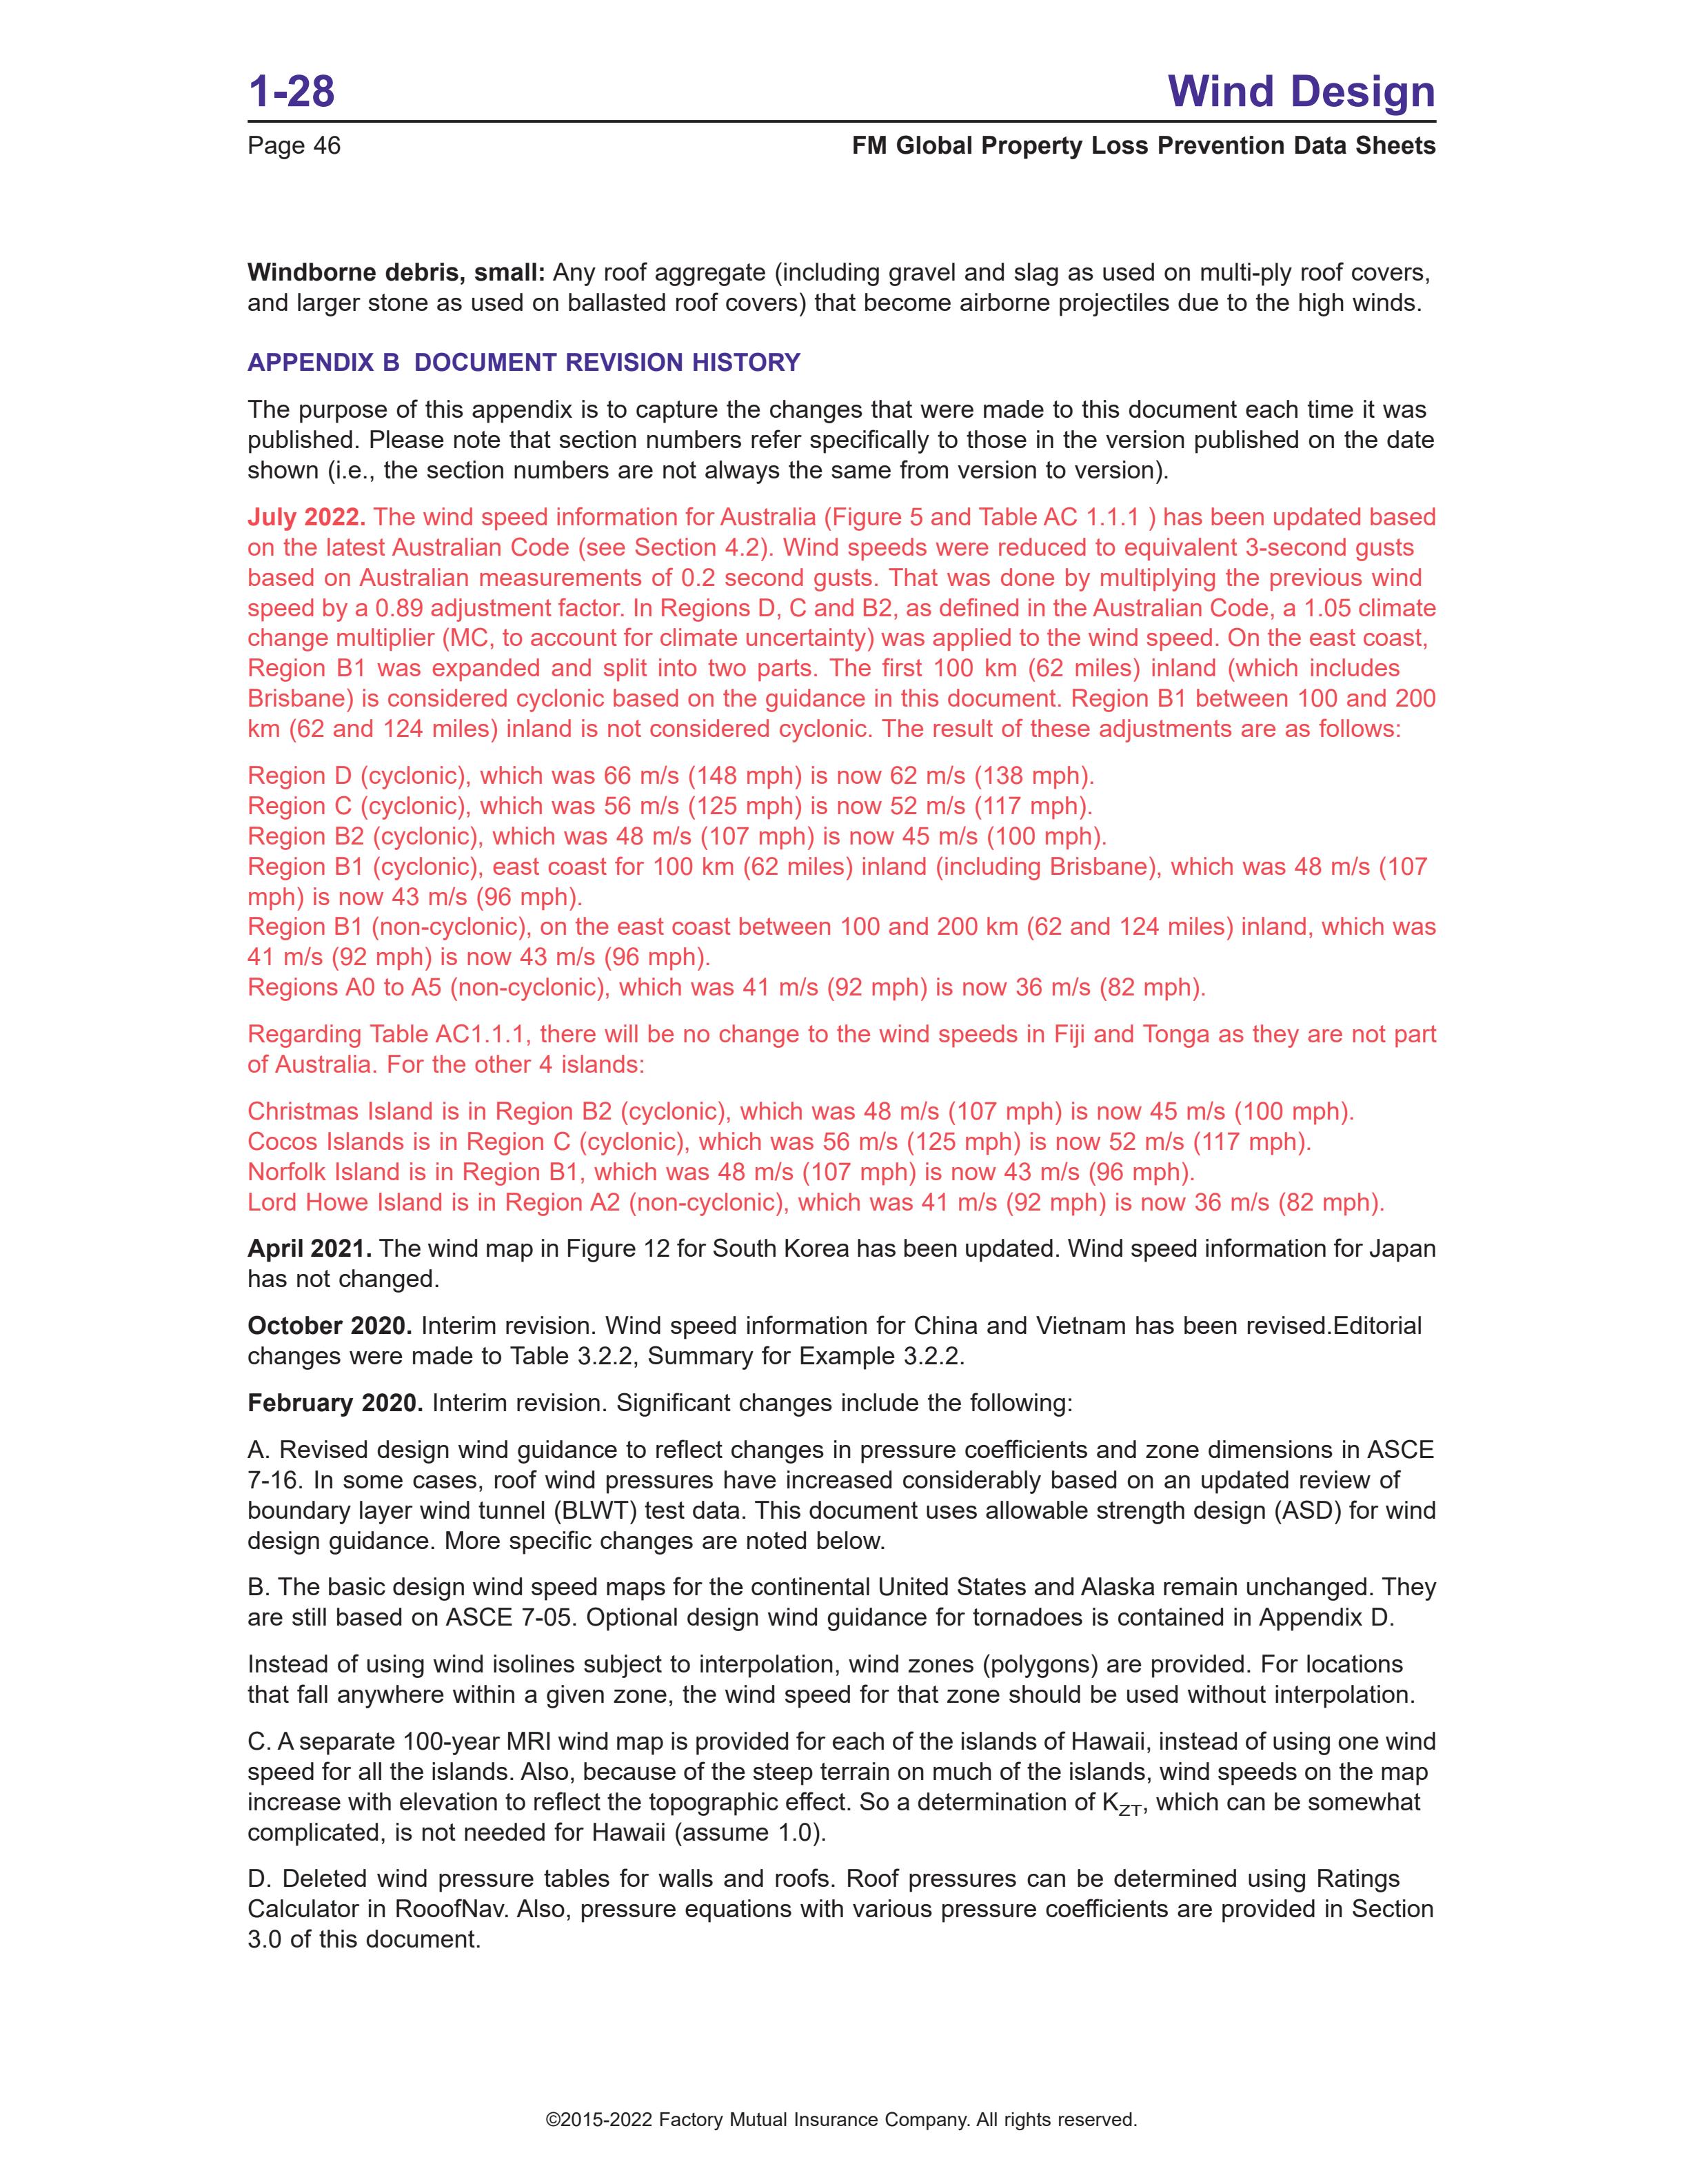 1-28
Wind Design
Page 46
FM Global Property Loss Prevention Data Sheets
Windborne debris, small: Any roof aggregate (including gravel and slag as used on multi-ply roof covers,
and larger stone as used on ballasted roof covers) that become airborne projectiles due to the high winds.
APPENDIX B DOCUMENT REVISION HISTORY
The purpose of this appendix is to capture the changes that were made to this document each time it was
published. Please note that section numbers refer specifically to those in the version published on the date
shown (i.e., the section numbers are not always the same from version to version).
July 2022. The wind speed information for Australia (Figure 5 and Table AC 1.1.1 ) has been updated based
on the latest Australian Code (see Section 4.2). Wind speeds were reduced to equivalent 3-second gusts
based on Australian measurements of 0.2 second gusts. That was done by multiplying the previous wind
speed by a 0.89 adjustment factor. In Regions D, C and B2, as defined in the Australian Code, a 1.05 climate
change multiplier (MC, to account for climate uncertainty) was applied to the wind speed. On the east coast,
Region B1 was expanded and split into two parts. The first 100 km (62 miles) inland (which includes
Brisbane) is considered cyclonic based on the guidance in this document. Region B1 between 100 and 200
km (62 and 124 miles) inland is not considered cyclonic. The result of these adjustments are as follows:
Region D (cyclonic), which was 66 m/s (148 mph) is now 62 m/s (138 mph).
Region C (cyclonic), which was 56 m/s (125 mph) is now 52 m/s (117 mph).
Region B2 (cyclonic), which was 48 m/s (107 mph) is now 45 m/s (100 mph).
Region B1 (cyclonic), east coast for 100 km (62 miles) inland (including Brisbane), which was 48 m/s (107
mph) is now 43 m/s (96 mph).
Region B1 (non-cyclonic), on the east coast between 100 and 200 km (62 and 124 miles) inland, which was
41 m/s (92 mph) is now 43 m/s (96 mph).
Regions A0 to A5 (non-cyclonic), which was 41 m/s (92 mph) is now 36 m/s (82 mph).
Regarding Table AC1.1.1, there will be no change to the wind speeds in Fiji and Tonga as they are not part
of Australia. For the other 4 islands:
Christmas Island is in Region B2 (cyclonic), which was 48 m/s (107 mph) is now 45 m/s (100 mph).
Cocos Islands is in Region C (cyclonic), which was 56 m/s (125 mph) is now 52 m/s (117 mph).
Norfolk Island is in Region B1, which was 48 m/s (107 mph) is now 43 m/s (96 mph).
Lord Howe Island is in Region A2 (non-cyclonic), which was 41 m/s (92 mph) is now 36 m/s (82 mph).
April 2021. The wind map in Figure 12 for South Korea has been updated. Wind speed information for Japan
has not changed.
October 2020. Interim revision. Wind speed information for China and Vietnam has been revised.Editorial
changes were made to Table 3.2.2, Summary for Example 3.2.2.
February 2020. Interim revision. Significant changes include the following:
A. Revised design wind guidance to reflect changes in pressure coefficients and zone dimensions in ASCE
7-16. In some cases, roof wind pressures have increased considerably based on an updated review of
boundary layer wind tunnel (BLWT) test data. This document uses allowable strength design (ASD) for wind
design guidance. More specific changes are noted below.
B. The basic design wind speed maps for the continental United States and Alaska remain unchanged. They
are still based on ASCE 7-05. Optional design wind guidance for tornadoes is contained in Appendix D.
Instead of using wind isolines subject to interpolation, wind zones (polygons) are provided. For locations
that fall anywhere within a given zone, the wind speed for that zone should be used without interpolation.
C. A separate 100-year MRI wind map is provided for each of the islands of Hawaii, instead of using one wind
speed for all the islands. Also, because of the steep terrain on much of the islands, wind speeds on the map
increase with elevation to reflect the topographic effect. So a determination of KZT, which can be somewhat
complicated, is not needed for Hawaii (assume 1.0).
D. Deleted wind pressure tables for walls and roofs. Roof pressures can be determined using Ratings
Calculator in RooofNav. Also, pressure equations with various pressure coefficients are provided in Section
3.0 of this document.
©2015-2022 Factory Mutual Insurance Company. All rights reserved.